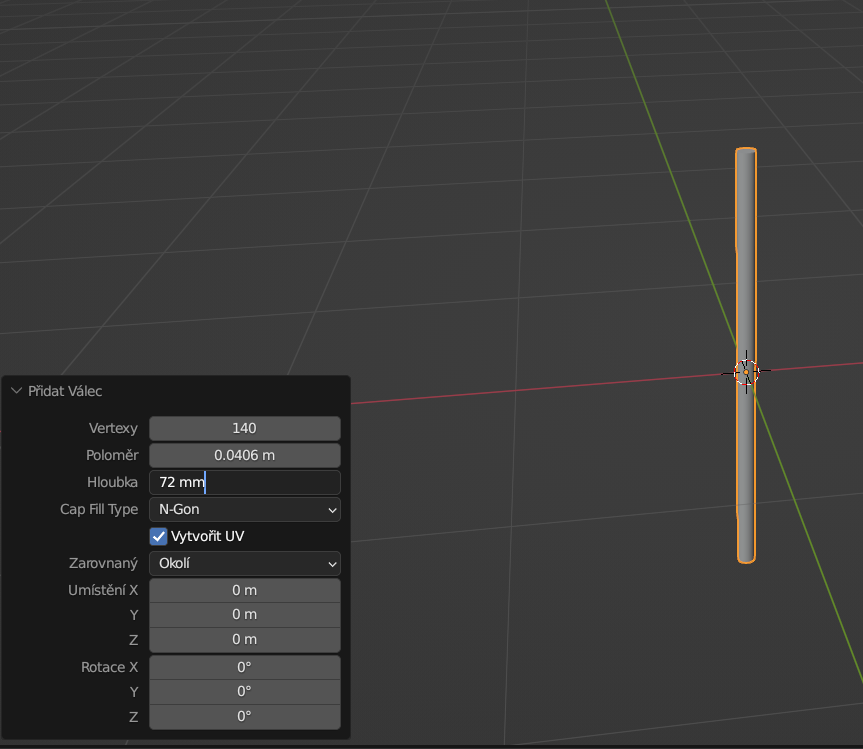 Přidat Válec
Vertexy 140
Poloměr 0.0406 m
Hloubka 72 mm
Cap Fill Type N-Gon
Vytvořit UV
Zarovnaný Okolí
Umístění X 0 m
Y 0 m
Z 0 m
Rotace X 0°
Y 0°
Z 0°